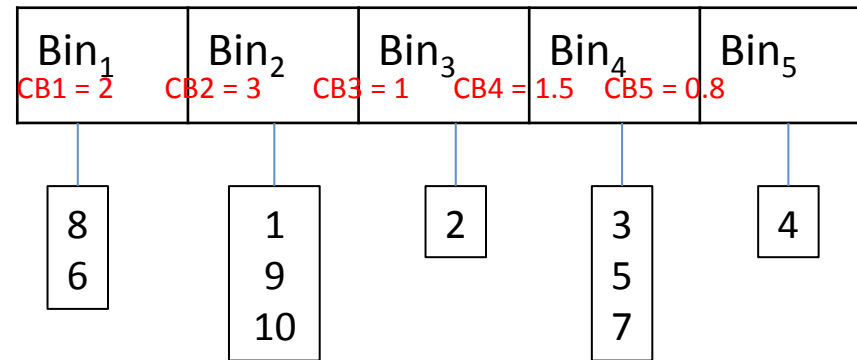 Bin₁ Bin₂ Bin₃ Bin₄ Bin₅
CB1 = 2 CB2 = 3 CB3 = 1 CB4 = 1.5 CB5 = 0.8
8 1 2 3 4
6 9 5
10 7